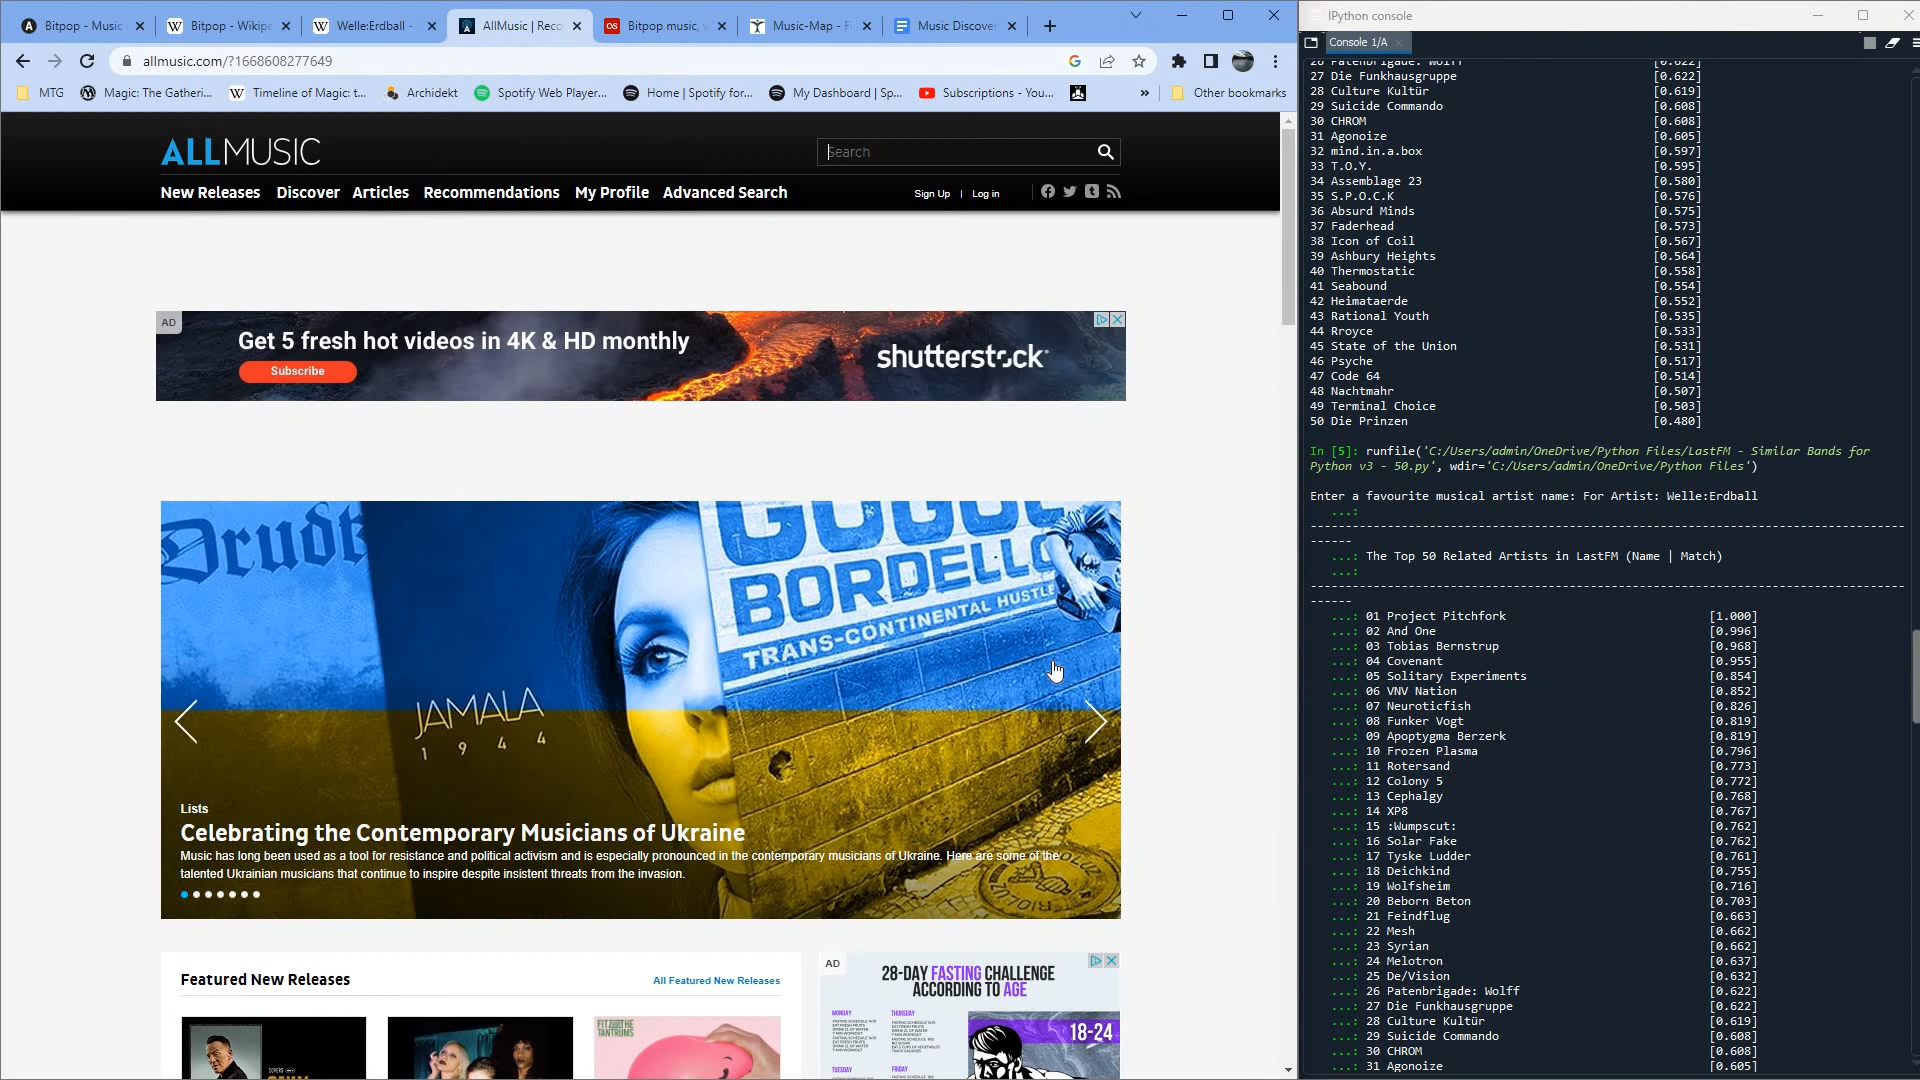 Bitpop - Music
Bitpop - Wikipe
Welle:Erdball -
AllMusic | Reco
Bitpop music, v
Music-Map - Fi
Music Discover
allmusic.com/?1668608277649
MTG
Magic: The Gatheri...
Timeline of Magic: t...
Archidekt
Spotify Web Player...
Home | Spotify for...
My Dashboard | Sp...
Subscriptions - You...
»
Other bookmarks
ALLMUSIC
Search
New Releases
Discover
Articles
Recommendations
My Profile
Advanced Search
Sign Up | Log in
AD
Get 5 fresh hot videos in 4K & HD monthly
Subscribe
shutterstock
Drudt
GOGOL
BORDELLO
TRANS-CONTINENTAL HUSTLE
JAMALA
1 9 4 4
Lists
Celebrating the Contemporary Musicians of Ukraine
Music has long been used as a tool for resistance and political activism and is especially pronounced in the contemporary musicians of Ukraine. Here are some of the
talented Ukrainian musicians that continue to inspire despite insistent threats from the invasion.
Featured New Releases
All Featured New Releases
FITZ AND THE
TANTRUMS
AD
28-DAY FASTING CHALLENGE
ACCORDING TO AGE
MONDAY
THURSDAY
TUESDAY
FRIDAY
18-24
IPython console
Console 1/A
26 Patenbrigade: Wolff [0.622]
27 Die Funkhausgruppe [0.622]
28 Culture Kultür [0.619]
29 Suicide Commando [0.608]
30 CHROM [0.608]
31 Agonoize [0.605]
32 mind.in.a.box [0.597]
33 T.O.Y. [0.595]
34 Assemblage 23 [0.580]
35 S.P.O.C.K [0.576]
36 Absurd Minds [0.575]
37 Faderhead [0.573]
38 Icon of Coil [0.567]
39 Ashbury Heights [0.564]
40 Thermostatic [0.558]
41 Seabound [0.554]
42 Heimataerde [0.552]
43 Rational Youth [0.535]
44 Rroyce [0.533]
45 State of the Union [0.531]
46 Psyche [0.517]
47 Code 64 [0.514]
48 Nachtmahr [0.507]
49 Terminal Choice [0.503]
50 Die Prinzen [0.480]
In [5]: runfile('C:/Users/admin/OneDrive/Python Files/LastFM - Similar Bands for
Python v3 - 50.py', wdir='C:/Users/admin/OneDrive/Python Files')
Enter a favourite musical artist name: For Artist: Welle:Erdball
...:
------------------------------------------------------------------------------------
------
...: The Top 50 Related Artists in LastFM (Name | Match)
...:
------------------------------------------------------------------------------------
------
...: 01 Project Pitchfork [1.000]
...: 02 And One [0.996]
...: 03 Tobias Bernstrup [0.968]
...: 04 Covenant [0.955]
...: 05 Solitary Experiments [0.854]
...: 06 VNV Nation [0.852]
...: 07 Neuroticfish [0.826]
...: 08 Funker Vogt [0.819]
...: 09 Apoptygma Berzerk [0.819]
...: 10 Frozen Plasma [0.796]
...: 11 Rotersand [0.773]
...: 12 Colony 5 [0.772]
...: 13 Cephalgy [0.768]
...: 14 XP8 [0.767]
...: 15 :Wumpscut: [0.762]
...: 16 Solar Fake [0.762]
...: 17 Tyske Ludder [0.761]
...: 18 Deichkind [0.755]
...: 19 Wolfsheim [0.716]
...: 20 Beborn Beton [0.703]
...: 21 Feindflug [0.663]
...: 22 Mesh [0.662]
...: 23 Syrian [0.662]
...: 24 Melotron [0.637]
...: 25 De/Vision [0.632]
...: 26 Patenbrigade: Wolff [0.622]
...: 27 Die Funkhausgruppe [0.622]
...: 28 Culture Kultür [0.619]
...: 29 Suicide Commando [0.608]
...: 30 CHROM [0.608]
...: 31 Agonoize [0.605]